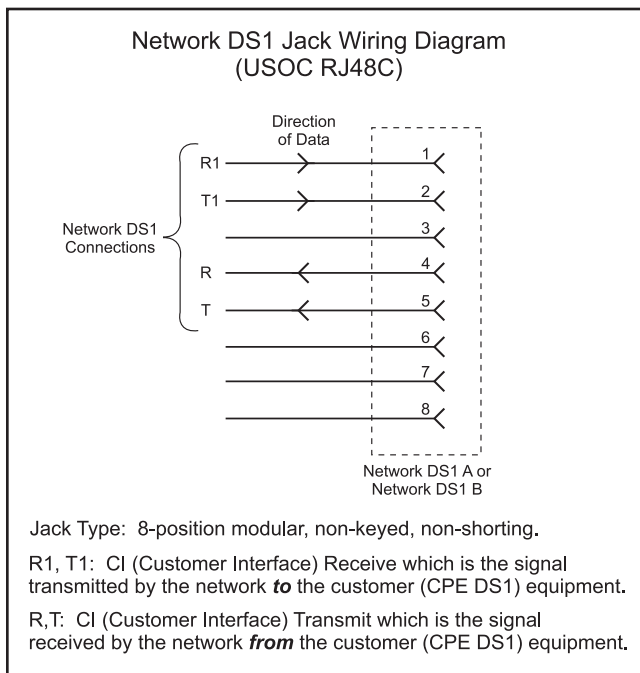 Network DS1 Jack Wiring Diagram
(USOC RJ48C)
Direction
of Data
R1
1
T1
2
3
Network DS1
Connections
R
4
T
5
6
7
8
Network DS1 A or
Network DS1 B
Jack Type: 8-position modular, non-keyed, non-shorting.
R1, T1: CI (Customer Interface) Receive which is the signal
transmitted by the network to the customer (CPE DS1) equipment.
R,T: CI (Customer Interface) Transmit which is the signal
received by the network from the customer (CPE DS1) equipment.